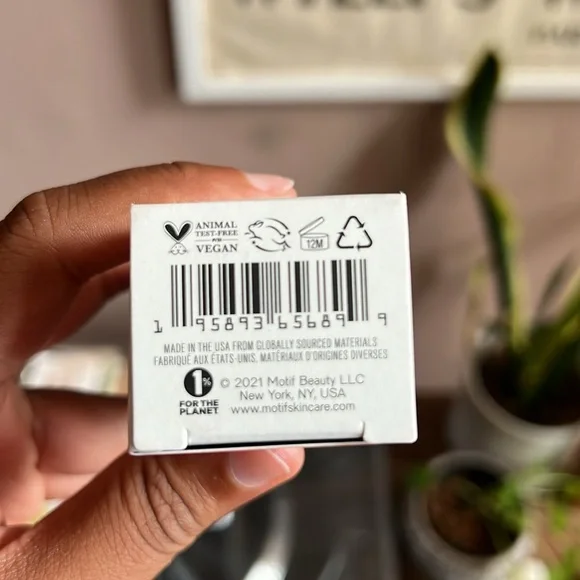 ANIMAL
TEST-FREE
VEGAN
12M
1 95893 65689 9
MADE IN THE USA FROM GLOBALLY SOURCED MATERIALS
FABRIQUÉ AUX ÉTATS-UNIS, MATÉRIAUX D'ORIGINES DIVERSES
1%
FOR THE
PLANET
© 2021 Motif Beauty LLC
New York, NY, USA
www.motifskincare.com